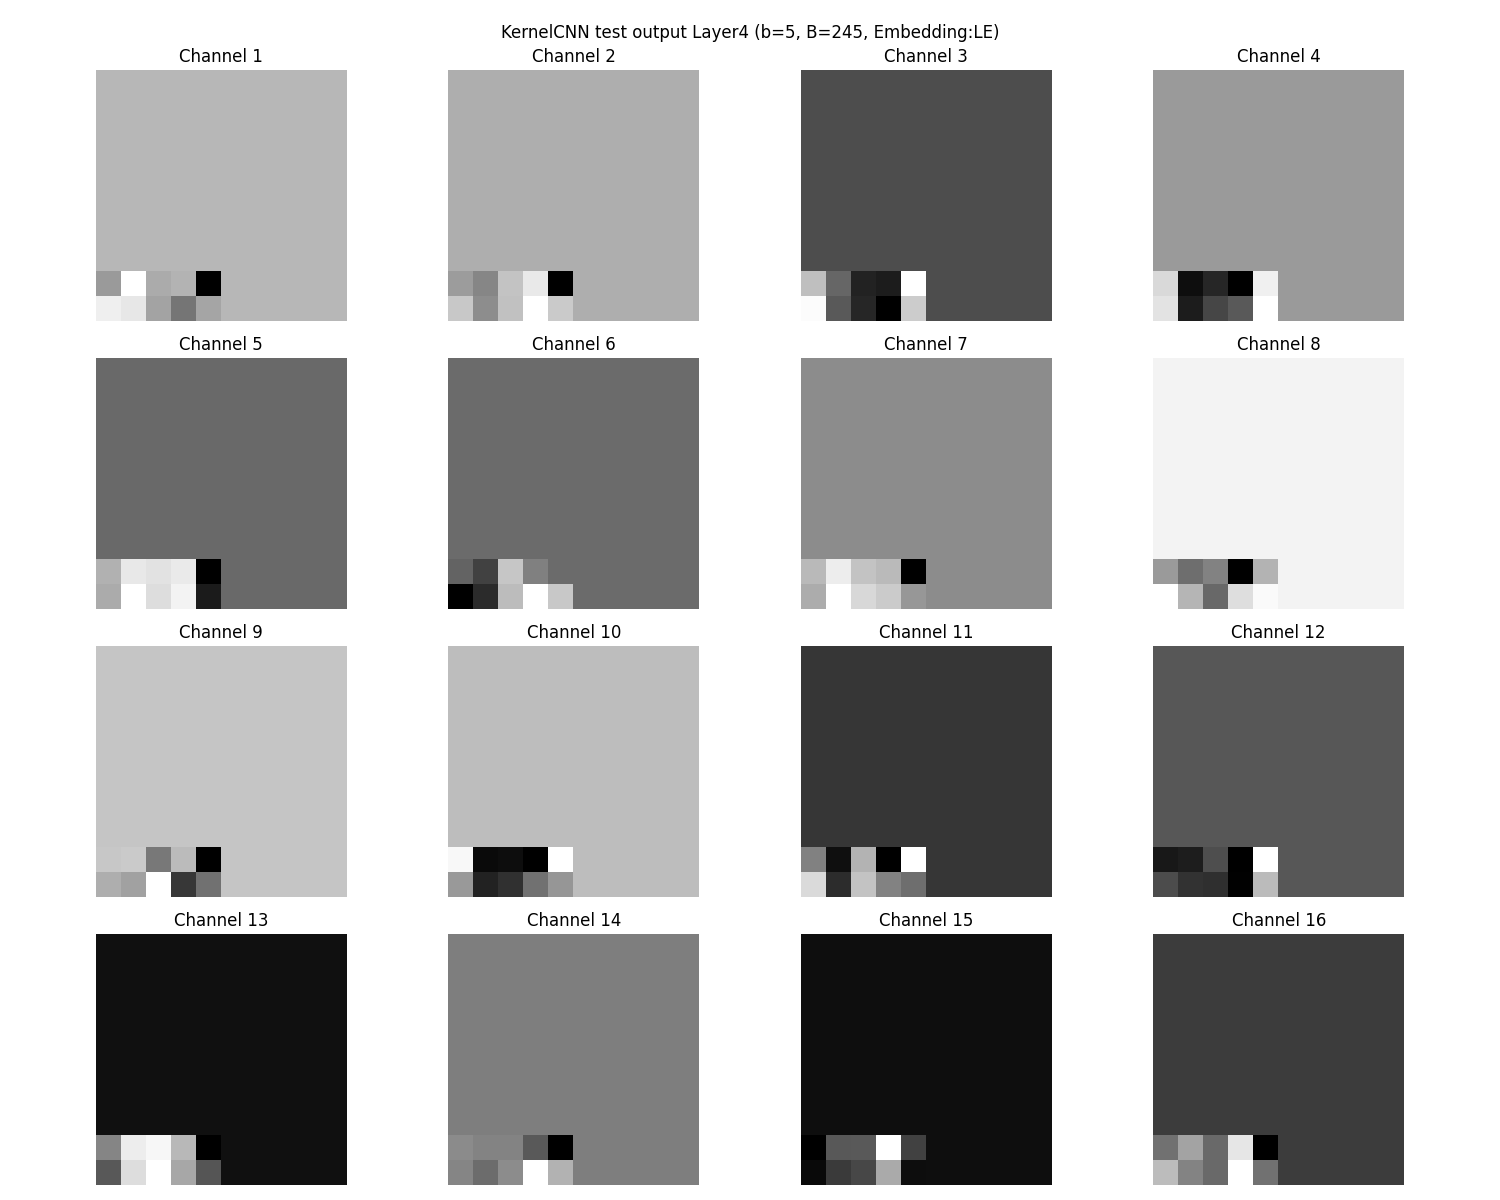 KernelCNN test output Layer4 (b=5, B=245, Embedding:LE)
Channel 1
Channel 2
Channel 3
Channel 4
Channel 5
Channel 6
Channel 7
Channel 8
Channel 9
Channel 10
Channel 11
Channel 12
Channel 13
Channel 14
Channel 15
Channel 16